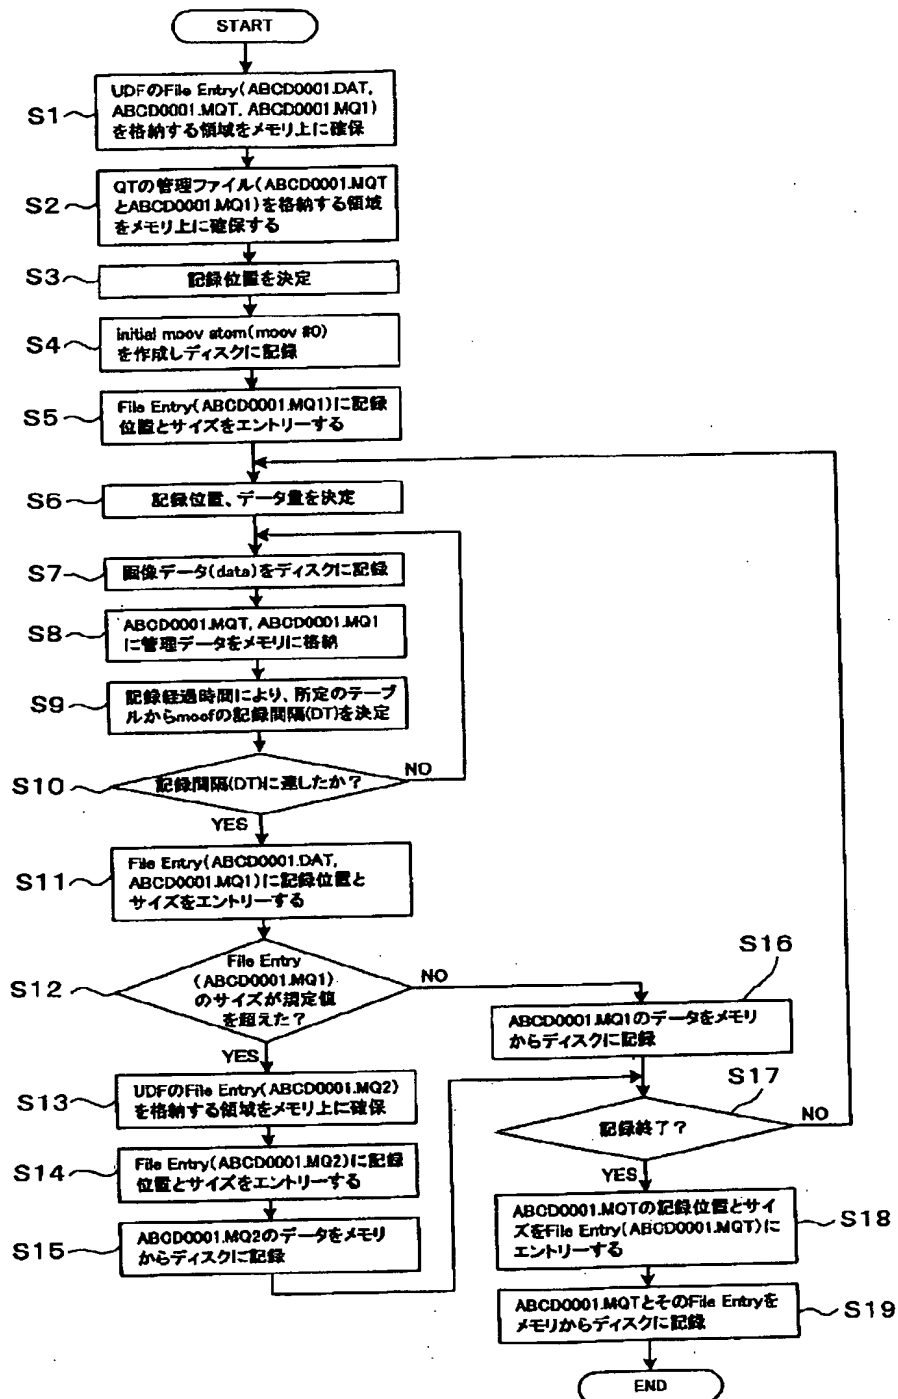 START
S1
UDFのFile Entry(ABCD0001.DAT,
ABCD0001.MQT, ABCD0001.MQ1)
を格納する領域をメモリ上に確保
S2
QTの管理ファイル(ABCD0001.MQT
とABCD0001.MQ1)を格納する領域
をメモリ上に確保する
S3
記録位置を決定
S4
initial moov atom(moov #0)
を作成しディスクに記録
S5
File Entry(ABCD0001.MQ1)に記録
位置とサイズをエントリーする
S6
記録位置、データ量を決定
S7
画像データ(data)をディスクに記録
S8
ABCD0001.MQT, ABCD0001.MQ1
に管理データをメモリに格納
S9
記録経過時間により、所定のテーブ
ルからmoofの記録間隔(DT)を決定
S10
記録間隔(DT)に達したか？
NO
YES
S11
File Entry(ABCD0001.DAT,
ABCD0001.MQ1)に記録位置と
サイズをエントリーする
S12
File Entry
(ABCD0001.MQ1)
のサイズが規定値
を超えた？
NO
YES
S13
UDFのFile Entry(ABCD0001.MQ2)
を格納する領域をメモリ上に確保
S14
File Entry(ABCD0001.MQ2)に記録
位置とサイズをエントリーする
S15
ABCD0001.MQ2のデータをメモリ
からディスクに記録
S16
ABCD0001.MQ1のデータをメモリ
からディスクに記録
S17
記録終了？
NO
YES
S18
ABCD0001.MQTの記録位置とサイ
ズをFile Entry(ABCD0001.MQT)に
エントリーする
S19
ABCD0001.MQTとそのFile Entryを
メモリからディスクに記録
END